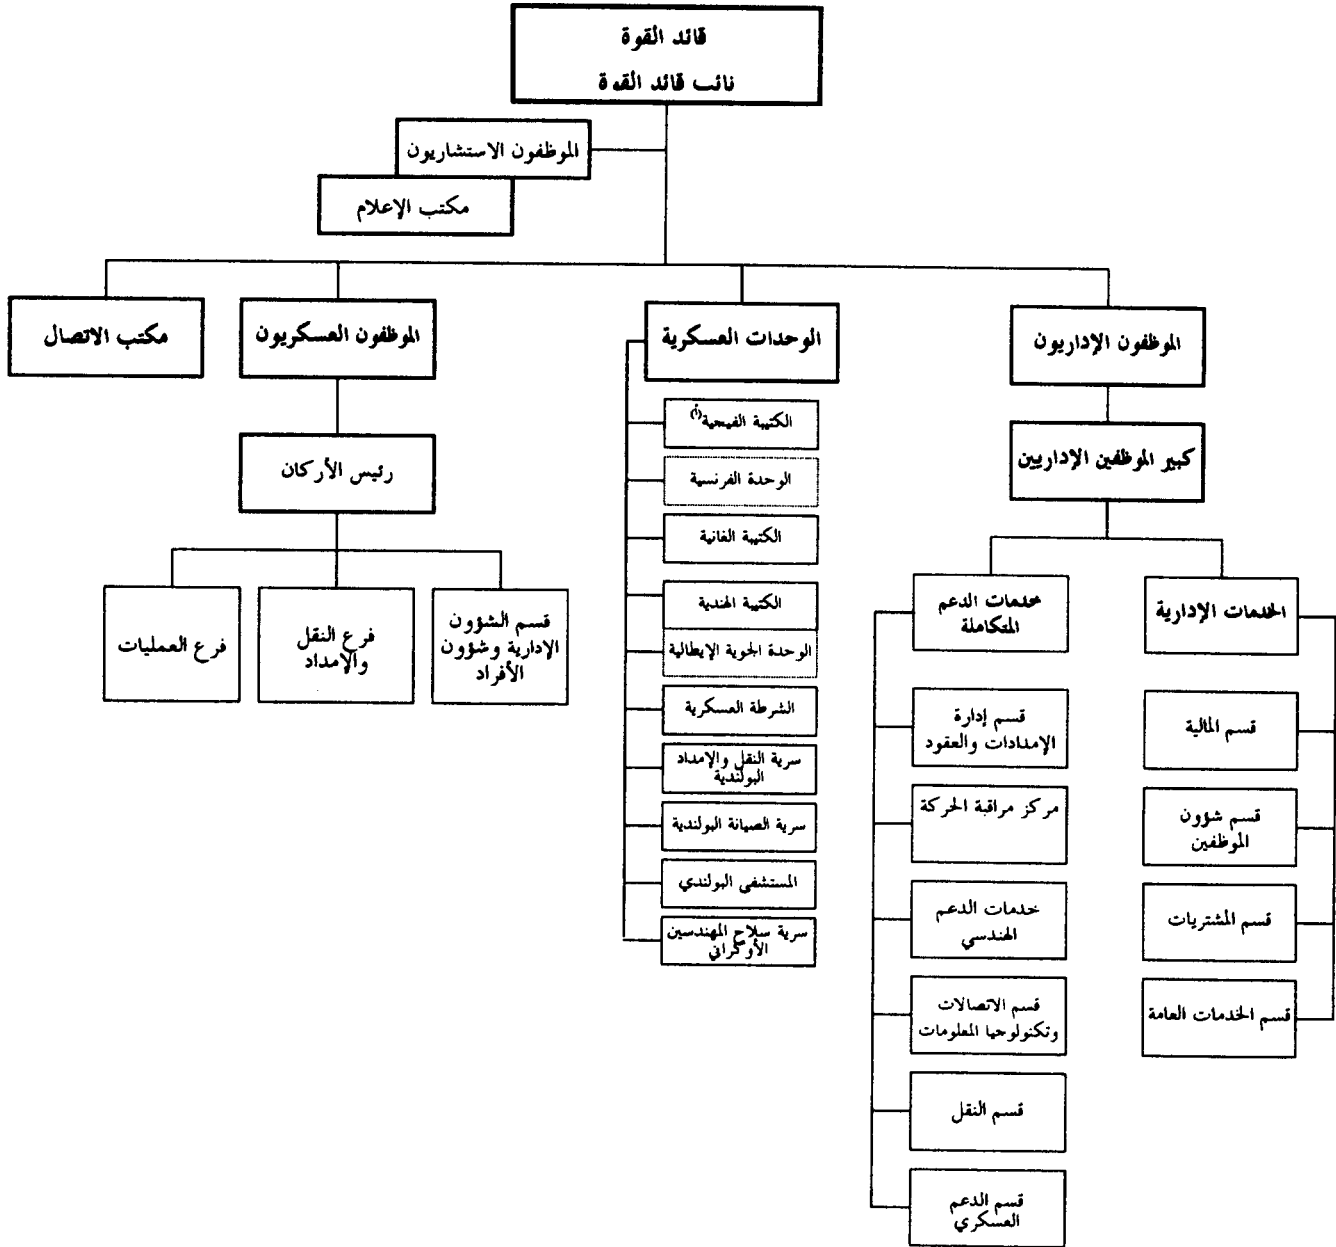 قائد القوة
نائب قائد القوة
الموظفون الاستشاريون
مكتب الإعلام
الموظفون الإداريون
الوحدات العسكرية
الموظفون العسكريون
مكتب الاتصال
كبير الموظفين الإداريين
الخدمات الإدارية
قسم المالية
قسم شؤون
الموظفين
قسم المشتريات
قسم الخدمات العامة
خدمات الدعم
المتكاملة
قسم إدارة
الإمدادات والعقود
مركز مراقبة الحركة
خدمات الدعم
الهندسي
قسم الاتصالات
وتكنولوجيا المعلومات
قسم النقل
قسم الدعم
العسكري
الكتيبة الفيجية(أ)
الوحدة الفرنسية
الكتيبة الغانية
الكتيبة الهندية
الوحدة الجوية الإيطالية
الشرطة العسكرية
سرية النقل والإمداد
البولندية
سرية الصيانة البولندية
المستشفى البولندي
سرية سلاح المهندسين
الأوكراني
رئيس الأركان
قسم الشؤون
الإدارية وشؤون
الأفراد
فرع النقل
والإمداد
فرع العمليات